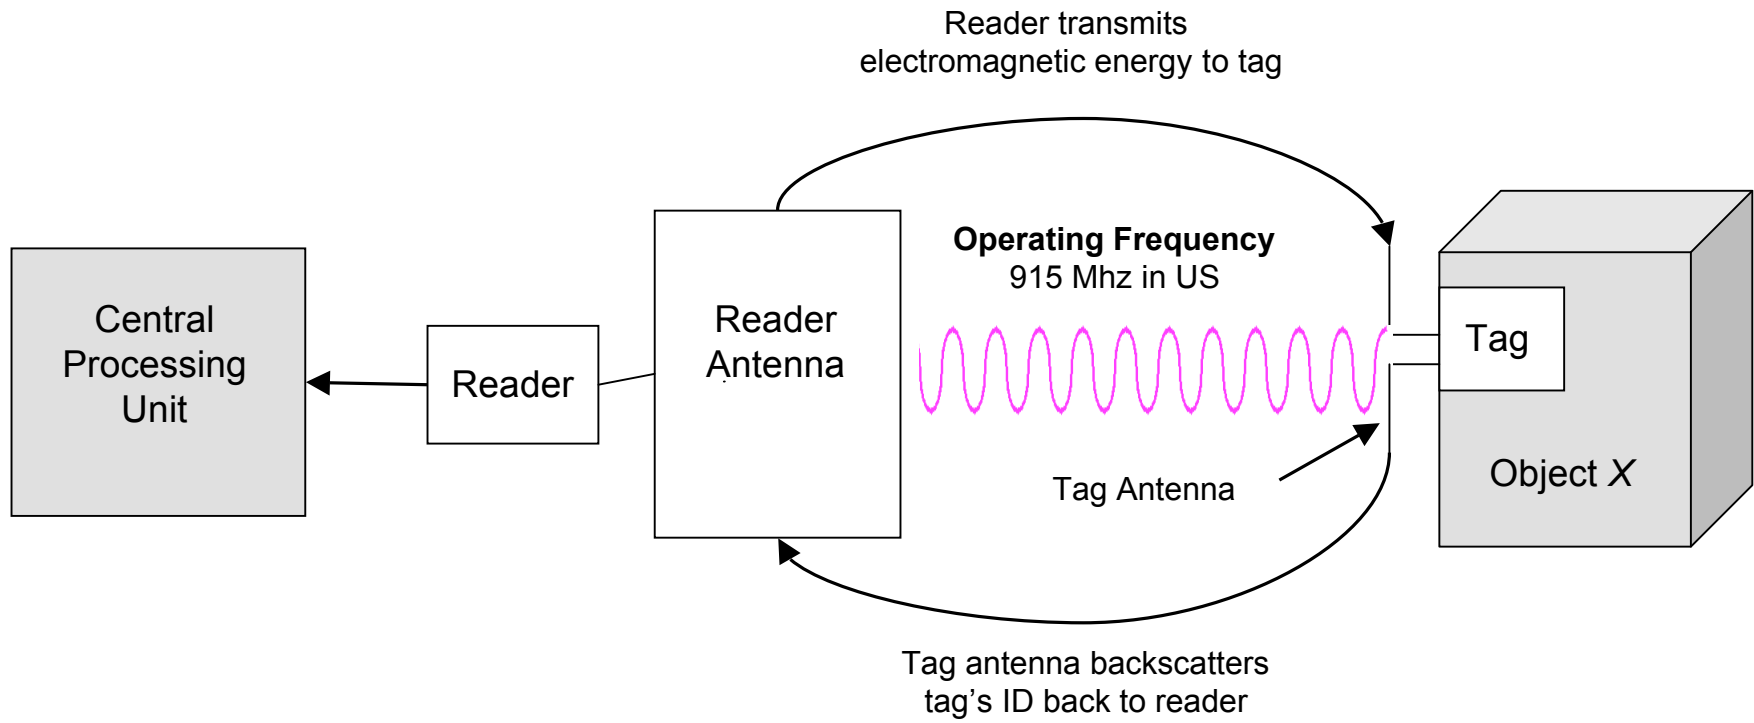 Reader transmits
electromagnetic energy to tag
Operating Frequency
915 Mhz in US
Central
Processing
Unit
Reader
Reader
Antenna
Tag
Tag Antenna
Object X
Tag antenna backscatters
tag’s ID back to reader